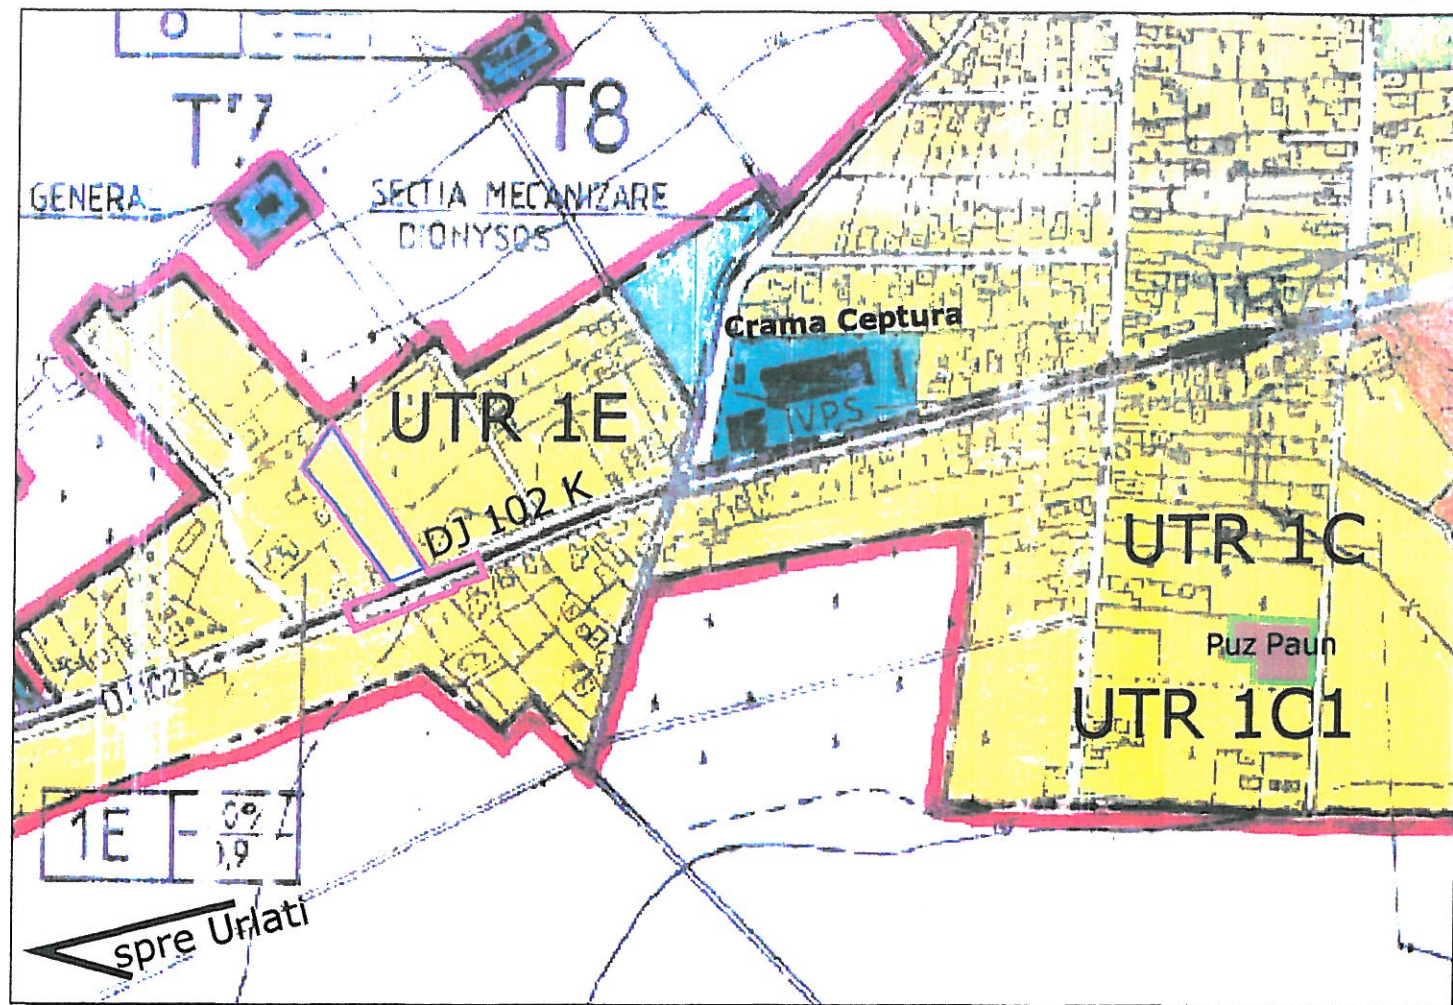 T7
T8
GENERAL
SECTIA MECANIZARE
DIONYSOS
Crama Ceptura
IVPS
UTR 1E
DJ 102 K
UTR 1C
Puz Paun
UTR 1C1
1E
spre Urlati